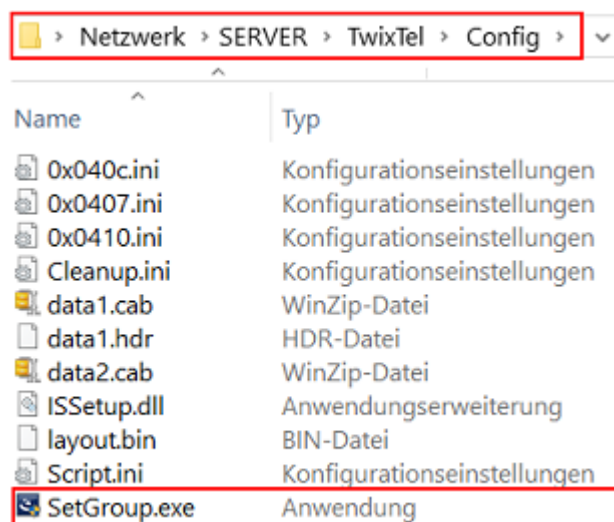 Netzwerk > SERVER > TwixTel > Config >
Name Typ
0x040c.ini Konfigurationseinstellungen
0x0407.ini Konfigurationseinstellungen
0x0410.ini Konfigurationseinstellungen
Cleanup.ini Konfigurationseinstellungen
data1.cab WinZip-Datei
data1.hdr HDR-Datei
data2.cab WinZip-Datei
ISSetup.dll Anwendungserweiterung
layout.bin BIN-Datei
Script.ini Konfigurationseinstellungen
SetGroup.exe Anwendung